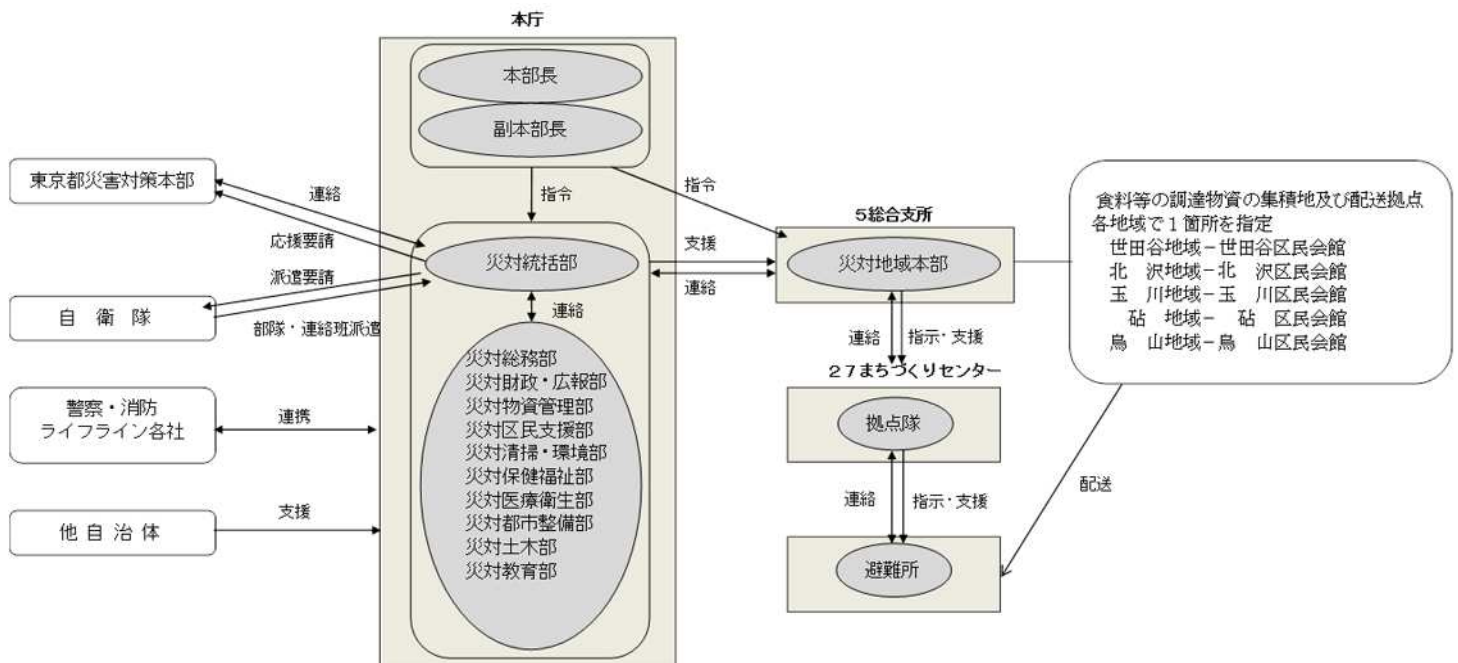 本庁
本部長
副本部長
指令
指令
東京都災害対策本部
連絡
応援要請
派遣要請
自 衛 隊
部隊・連絡班派遣
警察・消防
ライフライン各社
連携
他 自 治 体
支援
災対統括部
連絡
災対総務部
災対財政・広報部
災対物資管理部
災対区民支援部
災対清掃・環境部
災対保健福祉部
災対医療衛生部
災対都市整備部
災対土木部
災対教育部
支援
連絡
5総合支所
災対地域本部
連絡
指示・支援
27まちづくりセンター
拠点隊
連絡
指示・支援
避難所
食料等の調達物資の集積地及び配送拠点
各地域で1箇所を指定
世田谷地域-世田谷区民会館
北 沢地域-北 沢区民会館
玉 川地域-玉 川区民会館
砧 地域- 砧 区民会館
烏 山地域-烏 山区民会館
配送